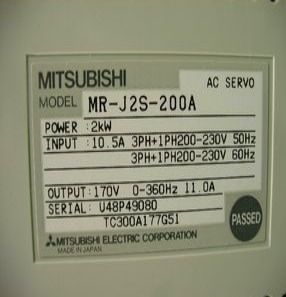 MITSUBISHI AC SERVO
MODEL MR-J2S-200A
POWER : 2kW
INPUT : 10.5A 3PH+1PH200-230V 50Hz
3PH+1PH200-230V 60Hz
OUTPUT: 170V 0-360Hz 11.0A
SERIAL: U48P49080
TC300A177G51
PASSED
MITSUBISHI ELECTRIC CORPORATION
MADE IN JAPAN